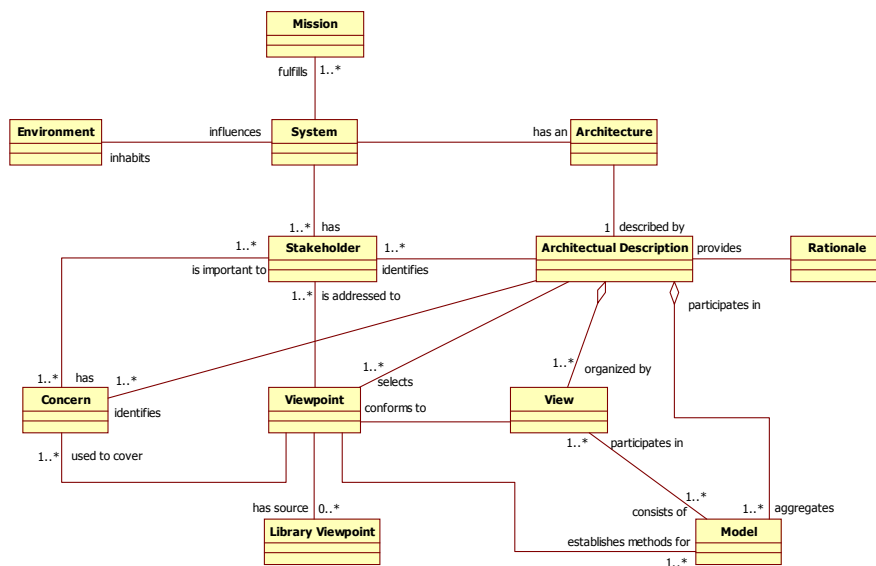 Mission
fulfills 1..*
Environment influences System has an Architecture
inhabits
1..* has 1 described by
1..* Stakeholder 1..* Architectual Description provides Rationale
is important to identifies
1..* is addressed to participates in
1..* 1..* organized by
1..* has 1..* selects
Concern Viewpoint conforms to View
identifies
1..* used to cover 1..* participates in
1..*
has source 0..* consists of 1..* aggregates
Library Viewpoint Model
establishes methods for
1..*